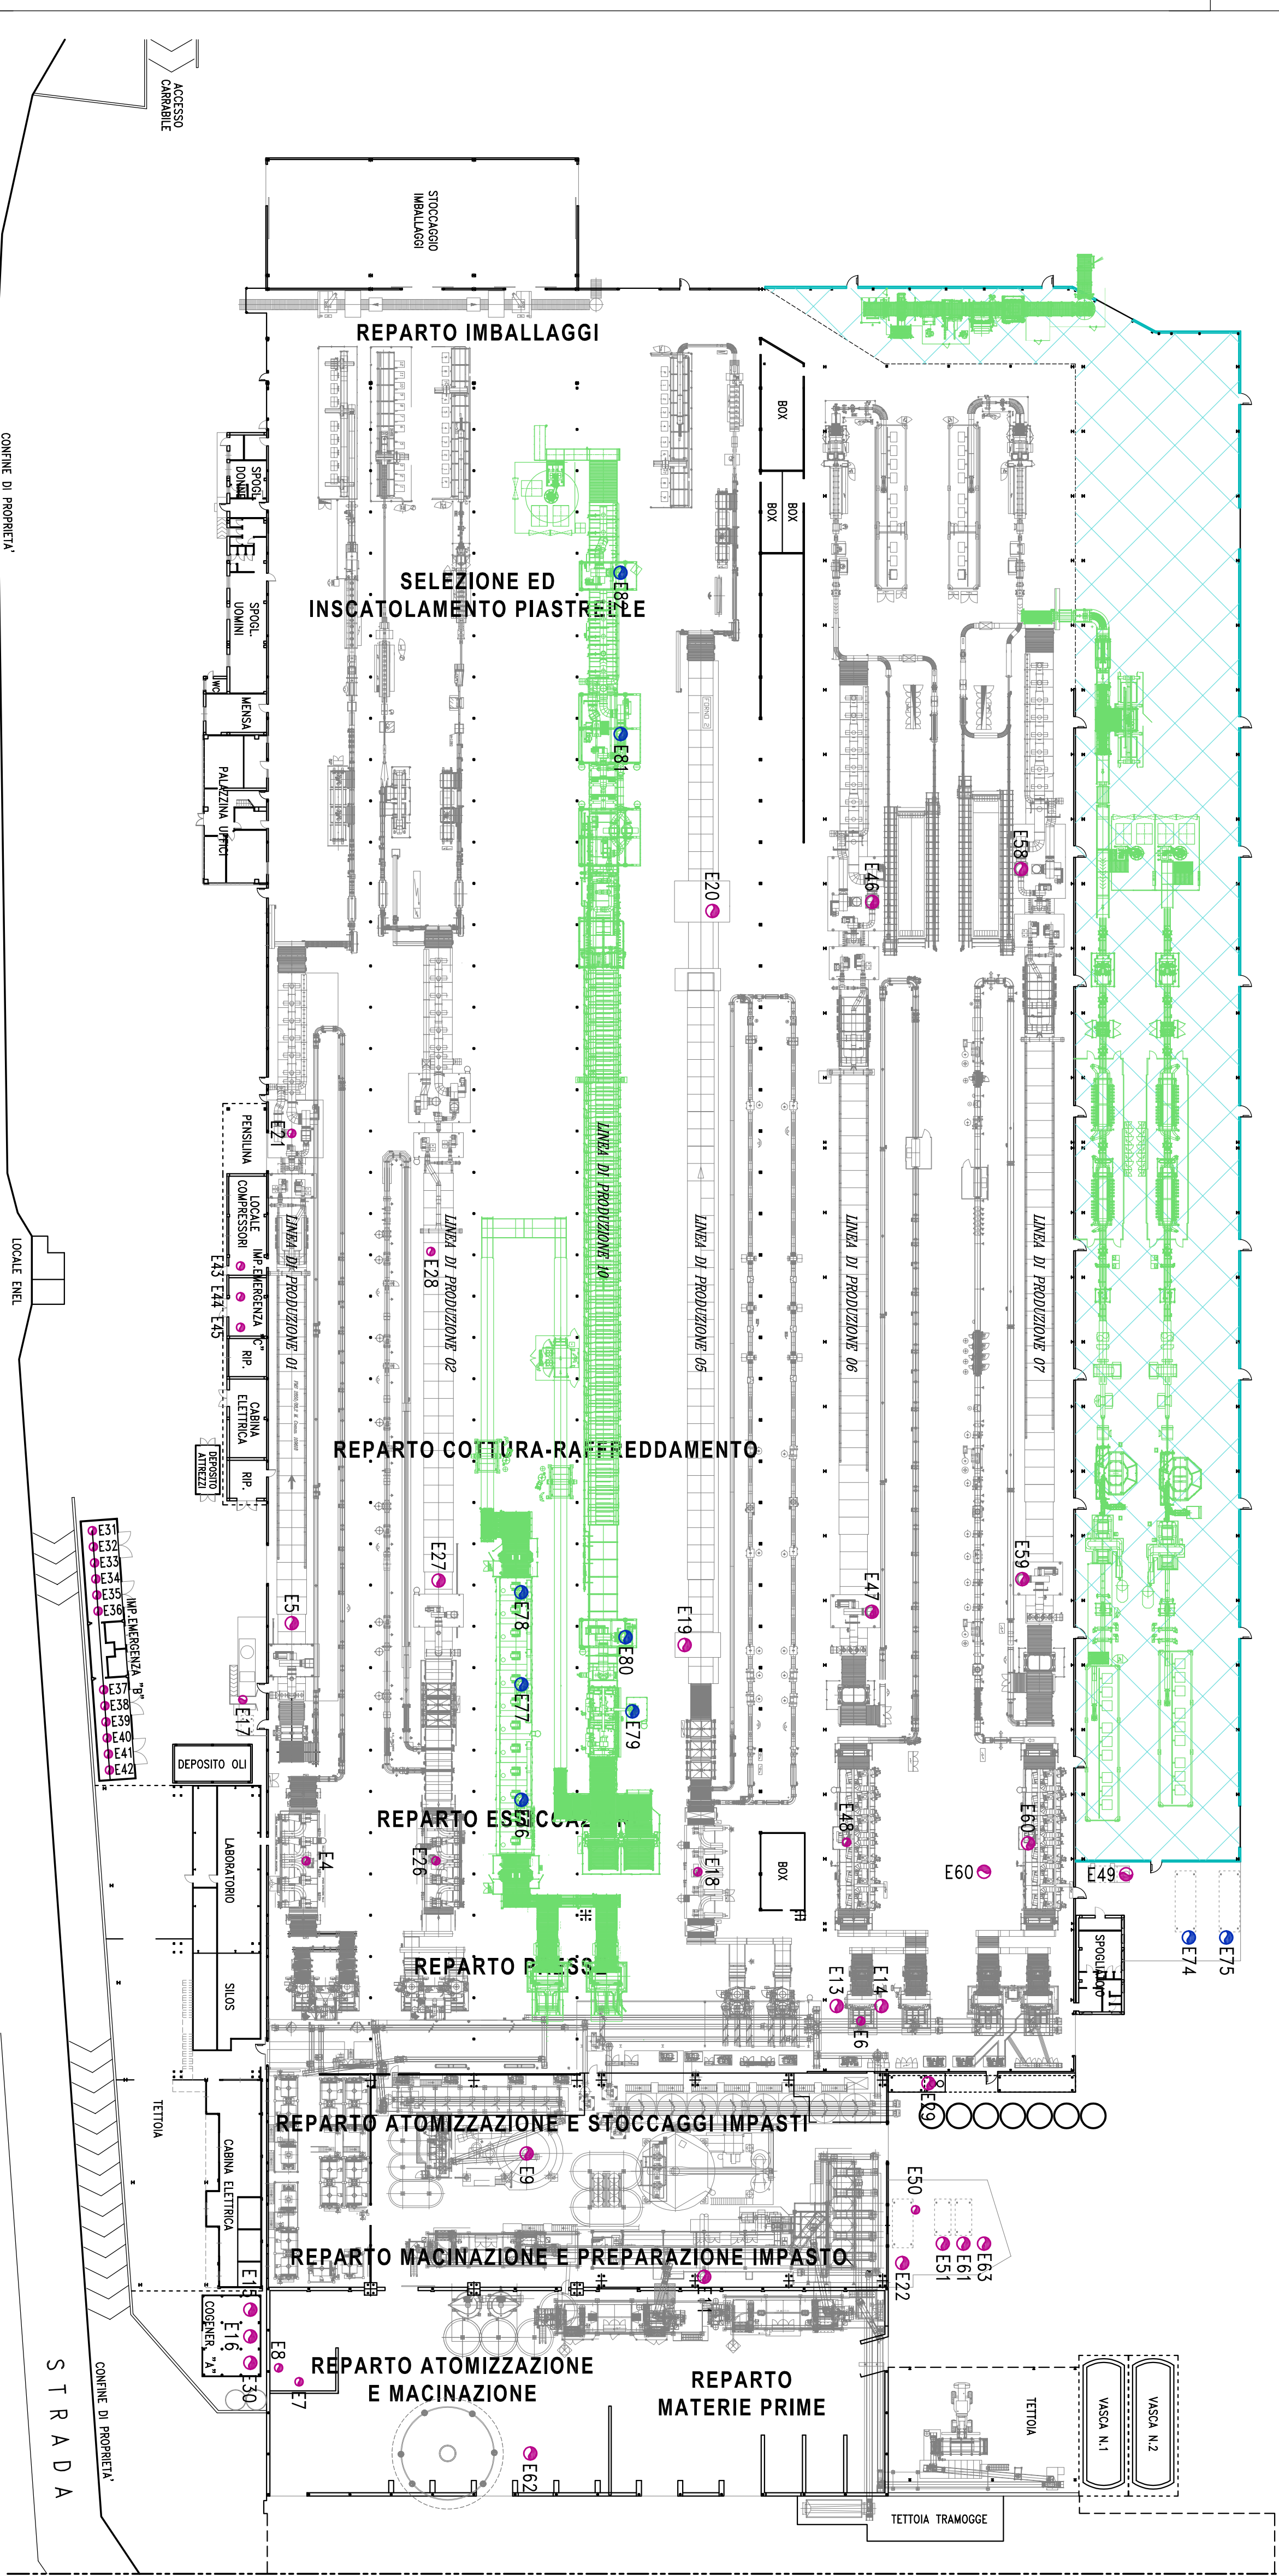 ACCESSO
CARRABILE
STOCCAGGIO
IMBALLAGGI
REPARTO IMBALLAGGI
BOX
BOX
BOX
CONFINE DI PROPRIETA'
SPOGL.
DONNE
SELEZIONE ED
INSCATOLAMENTO PIASTRELLE
E82
SPOGL.
UOMINI
WC
MENSA
E81
PALAZZINA UFFICI
E58
E46
E20
E21
PENSILINA
LOCALE
COMPRESSORI
IMP.EMERGENZA "C"
E43
E44
E45
RIP.
CABINA
ELETTRICA
RIP.
DEPOSITO
ATTREZZI
LOCALE ENEL
LINEA DI PRODUZIONE 01
LINEA DI PRODUZIONE 02
E28
LINEA DI PRODUZIONE 10
LINEA DI PRODUZIONE 05
LINEA DI PRODUZIONE 06
LINEA DI PRODUZIONE 07
REPARTO COTTURA-RAFFREDDAMENTO
E31
E32
E33
E34
E35
E36
IMP.EMERGENZA "B"
E37
E38
E39
E40
E41
E42
E5
E27
E78
E80
E19
E47
E59
E17
E77
E79
DEPOSITO OLI
REPARTO ESSICCAZIONE
E76
LABORATORIO
E4
E26
E18
BOX
E48
E60
E60
E49
E74
E75
SPOGLIATOIO
SILOS
REPARTO PRESSE
E13
E14
E6
E29
TETTOIA
REPARTO ATOMIZZAZIONE E STOCCAGGI IMPASTI
CABINA ELETTRICA
E9
E50
E51
E61
E63
E22
REPARTO MACINAZIONE E PREPARAZIONE IMPASTO
E11
E15
E16
E30
COGENER. "A"
E8
E7
REPARTO ATOMIZZAZIONE
E MACINAZIONE
REPARTO
MATERIE PRIME
E62
TETTOIA
VASCA N.1
VASCA N.2
TETTOIA TRAMOGGE
CONFINE DI PROPRIETA'
STRADA